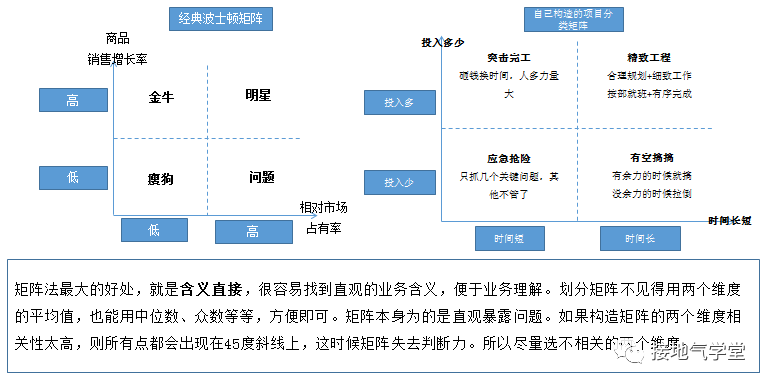 经典波士顿矩阵
商品
销售增长率
高
低
金牛
明星
瘦狗
问题
低
高
相对市场
占有率
自己构造的项目分
类矩阵
投入多少
投入多
投入少
突击完工
砸钱换时间，人多力量
大
精致工程
合理规划+细致工作
按部就班+有序完成
应急抢险
只抓几个关键问题，其
他不管了
有空搞搞
有余力的时候就搞
没余力的时候拉倒
时间短
时间长
时间长短
矩阵法最大的好处，就是含义直接，很容易找到直观的业务含义，便于业务理解。划分矩阵不见得用两个维度
的平均值，也能用中位数、众数等等，方便即可。矩阵本身为的是直观暴露问题。如果构造矩阵的两个维度相
关性太高，则所有点都会出现在45度斜线上，这时候矩阵失去判断力。所以尽量选不相关的两个维度。
接地气学堂